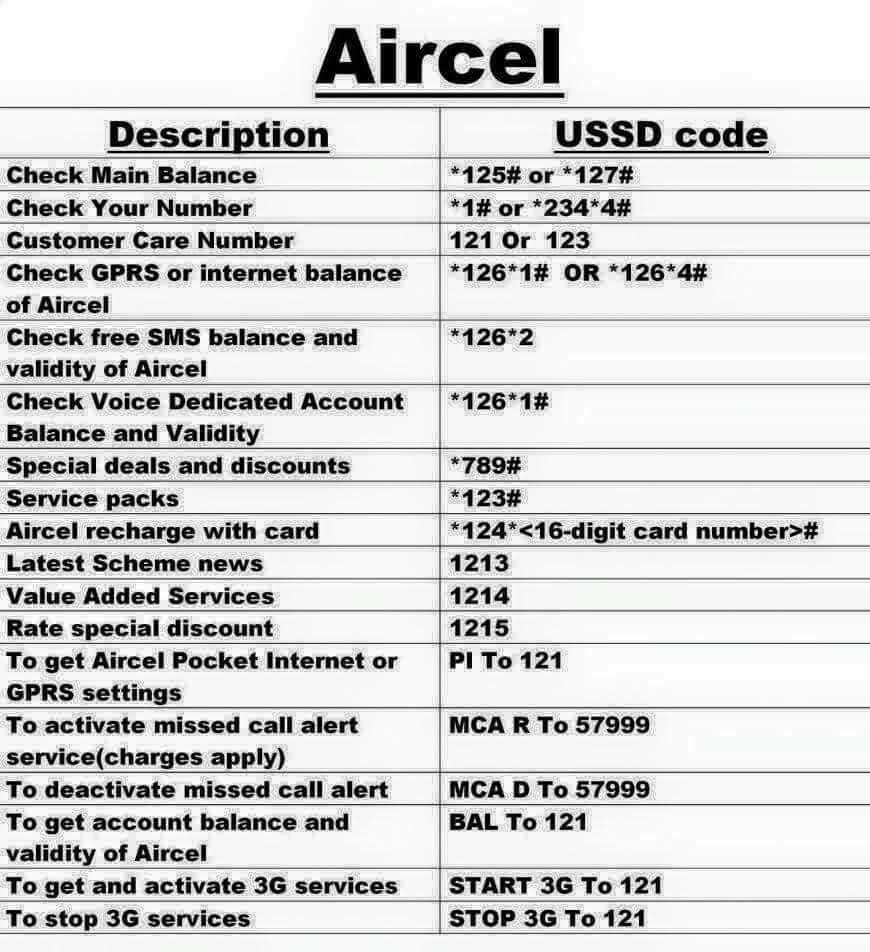 Aircel
Description USSD code
Check Main Balance *125# or *127#
Check Your Number *1# or *234*4#
Customer Care Number 121 Or 123
Check GPRS or internet balance *126*1# OR *126*4#
of Aircel
Check free SMS balance and *126*2
validity of Aircel
Check Voice Dedicated Account *126*1#
Balance and Validity
Special deals and discounts *789#
Service packs *123#
Aircel recharge with card *124*<16-digit card number>#
Latest Scheme news 1213
Value Added Services 1214
Rate special discount 1215
To get Aircel Pocket Internet or PI To 121
GPRS settings
To activate missed call alert MCA R To 57999
service(charges apply)
To deactivate missed call alert MCA D To 57999
To get account balance and BAL To 121
validity of Aircel
To get and activate 3G services START 3G To 121
To stop 3G services STOP 3G To 121